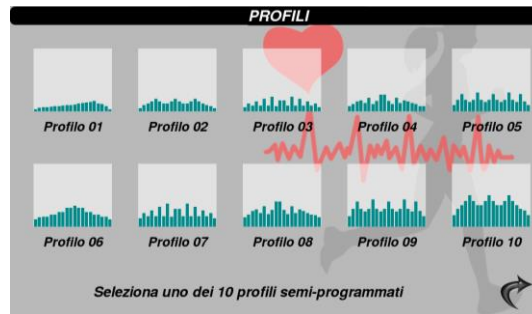 PROFILI
Profilo 01 Profilo 02 Profilo 03 Profilo 04 Profilo 05
Profilo 06 Profilo 07 Profilo 08 Profilo 09 Profilo 10
Seleziona uno dei 10 profili semi-programmati